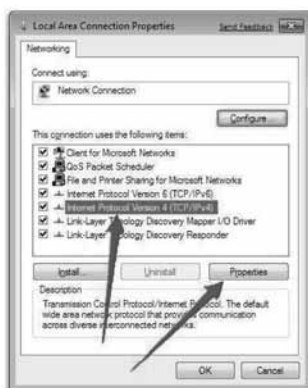 Local Area Connection Properties
Send Feedback
Networking
Connect using:
Network Connection
Configure...
This connection uses the following items:
Client for Microsoft Networks
QoS Packet Scheduler
File and Printer Sharing for Microsoft Networks
Internet Protocol Version 6 (TCP/IPv6)
Internet Protocol Version 4 (TCP/IPv4)
Link-Layer Topology Discovery Mapper I/O Driver
Link-Layer Topology Discovery Responder
Install...
Uninstall
Properties
Description
Transmission Control Protocol/Internet Protocol. The default
wide area network protocol that provides communication
across diverse interconnected networks.
OK
Cancel